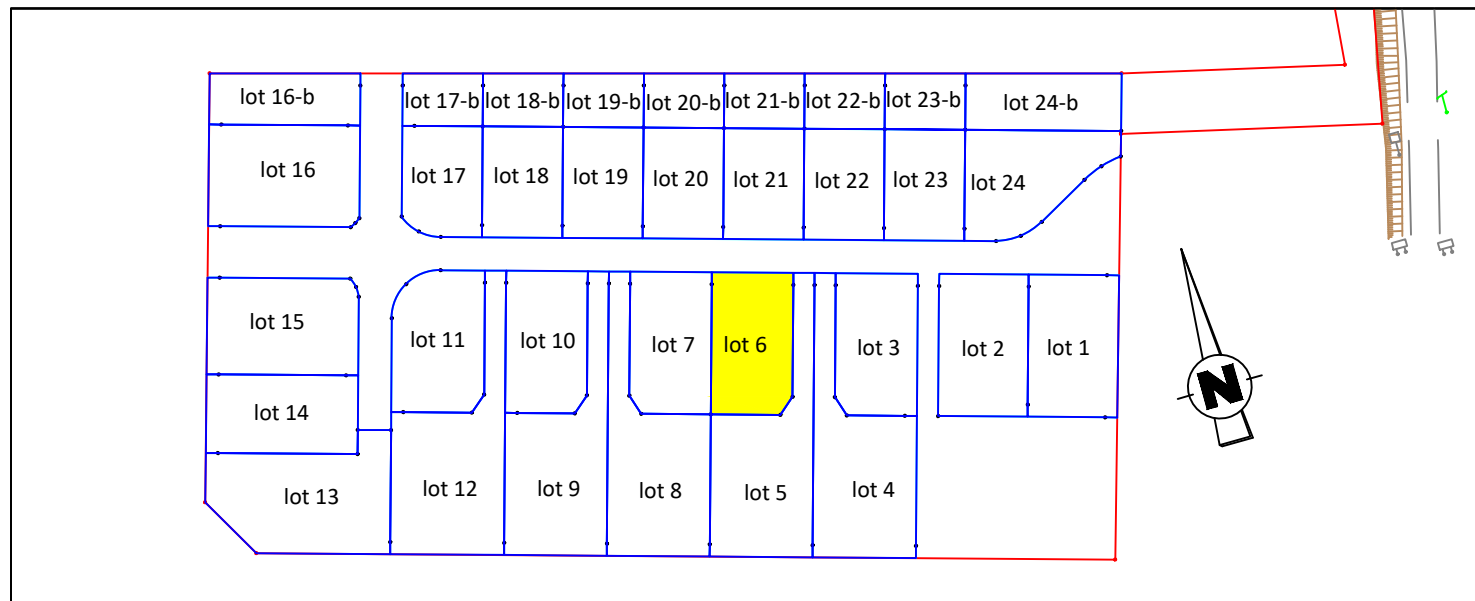 lot 16-b
lot 17-b
lot 18-b
lot 19-b
lot 20-b
lot 21-b
lot 22-b
lot 23-b
lot 24-b
lot 16
lot 17
lot 18
lot 19
lot 20
lot 21
lot 22
lot 23
lot 24
lot 15
lot 11
lot 10
lot 7
lot 6
lot 3
lot 2
lot 1
N
lot 14
lot 13
lot 12
lot 9
lot 8
lot 5
lot 4